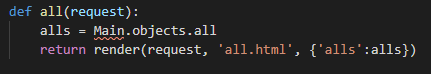 def all(request):
    alls = Main.objects.all
    return render(request, 'all.html', {'alls':alls})